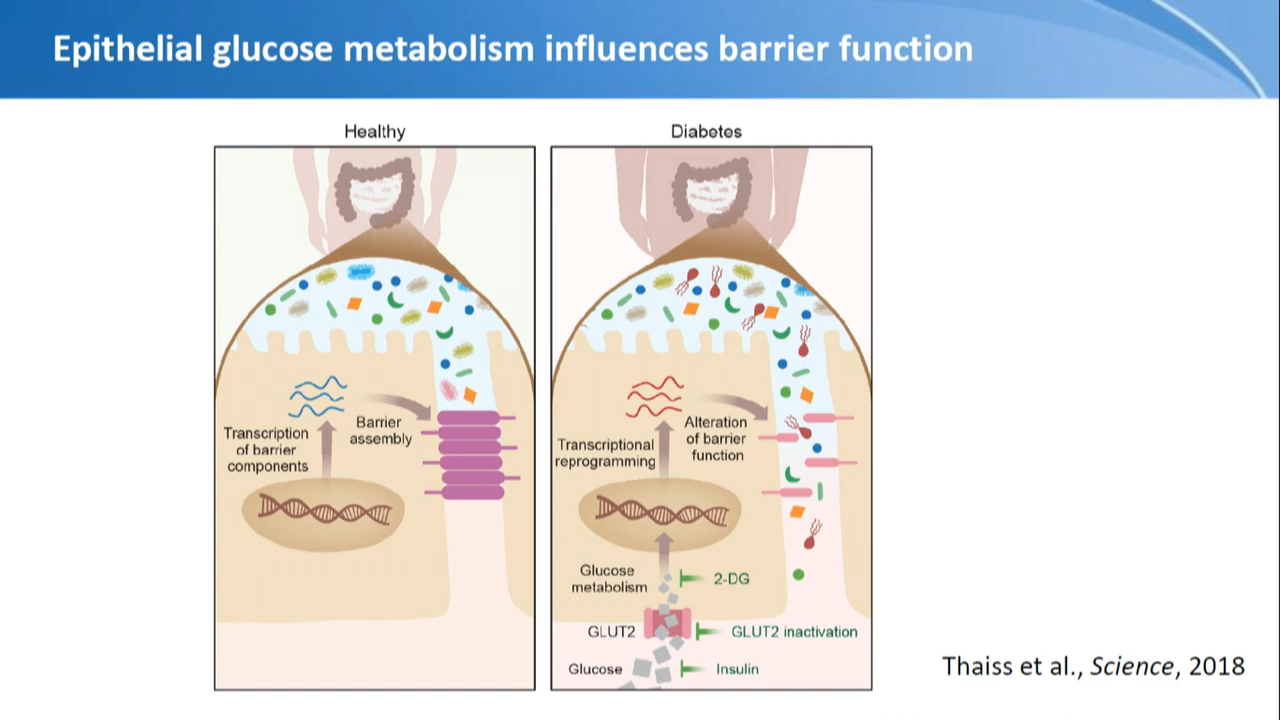 Epithelial glucose metabolism influences barrier function
Healthy
Transcription
of barrier
components
Barrier
assembly
Diabetes
Transcriptional
reprogramming
Alteration
of barrier
function
Glucose
metabolism
2-DG
GLUT2
GLUT2 inactivation
Glucose
Insulin
Thaiss et al., Science, 2018